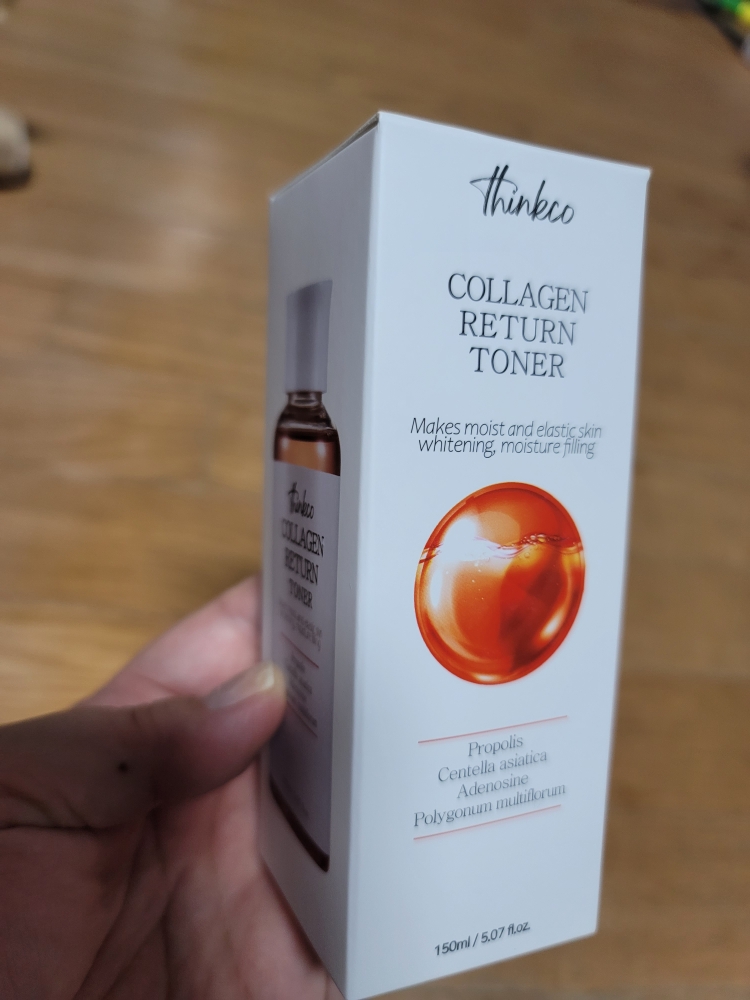 thinkco
COLLAGEN
RETURN
TONER
Makes moist and elastic skin
whitening, moisture filling
Propolis
Centella asiatica
Adenosine
Polygonum multiflorum
150ml / 5.07 fl.oz.
thinkco
COLLAGEN
RETURN
TONER